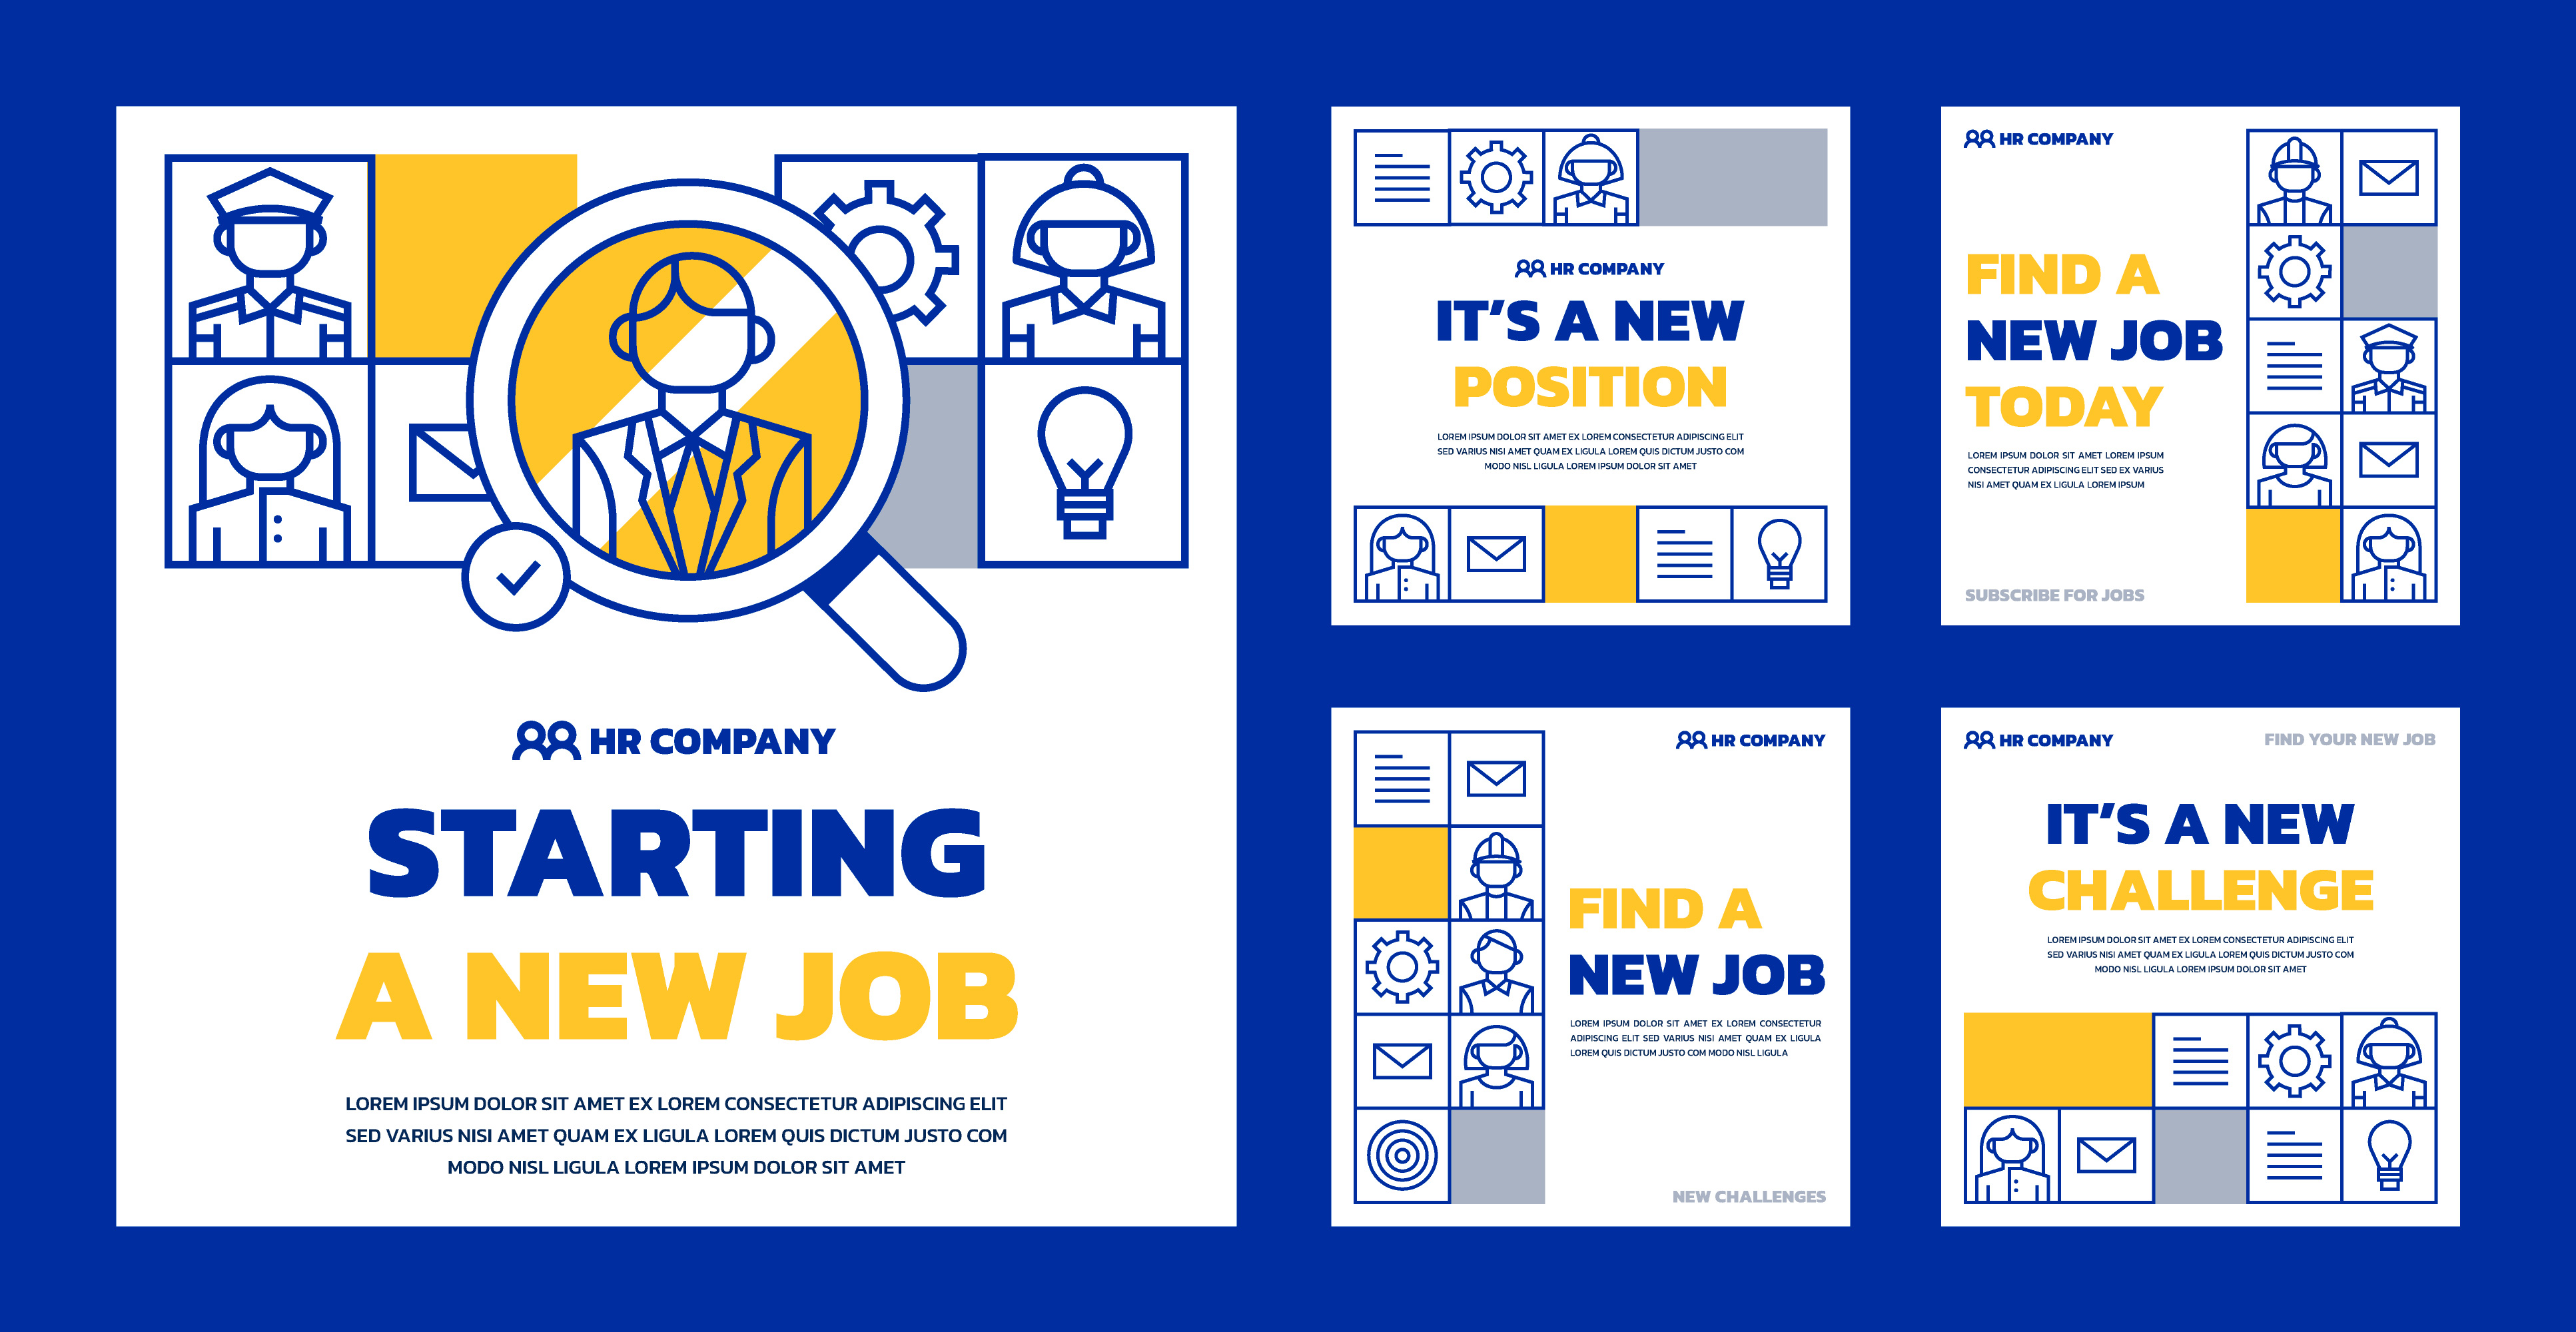 HR COMPANY
STARTING
A NEW JOB
LOREM IPSUM DOLOR SIT AMET EX LOREM CONSECTETUR ADIPISCING ELIT
SED VARIUS NISI AMET QUAM EX LIGULA LOREM QUIS DICTUM JUSTO COM
MODO NISL LIGULA LOREM IPSUM DOLOR SIT AMET
HR COMPANY
IT'S A NEW
POSITION
LOREM IPSUM DOLOR SIT AMET EX LOREM CONSECTETUR ADIPISCING ELIT
SED VARIUS NISI AMET QUAM EX LIGULA LOREM QUIS DICTUM JUSTO COM
MODO NISL LIGULA LOREM IPSUM DOLOR SIT AMET
HR COMPANY
FIND A
NEW JOB
TODAY
LOREM IPSUM DOLOR SIT AMET LOREM IPSUM
CONSECTETUR ADIPISCING ELIT SED EX VARIUS
NISI AMET QUAM EX LIGULA LOREM IPSUM
SUBSCRIBE FOR JOBS
HR COMPANY
FIND A
NEW JOB
LOREM IPSUM DOLOR SIT AMET EX LOREM CONSECTETUR
ADIPISCING ELIT SED VARIUS NISI AMET QUAM EX LIGULA
LOREM QUIS DICTUM JUSTO COM MODO NISL LIGULA
NEW CHALLENGES
HR COMPANY
FIND YOUR NEW JOB
IT'S A NEW
CHALLENGE
LOREM IPSUM DOLOR SIT AMET EX LOREM CONSECTETUR ADIPISCING ELIT
SED VARIUS NISI AMET QUAM EX LIGULA LOREM QUIS DICTUM JUSTO COM
MODO NISL LIGULA LOREM IPSUM DOLOR SIT AMET